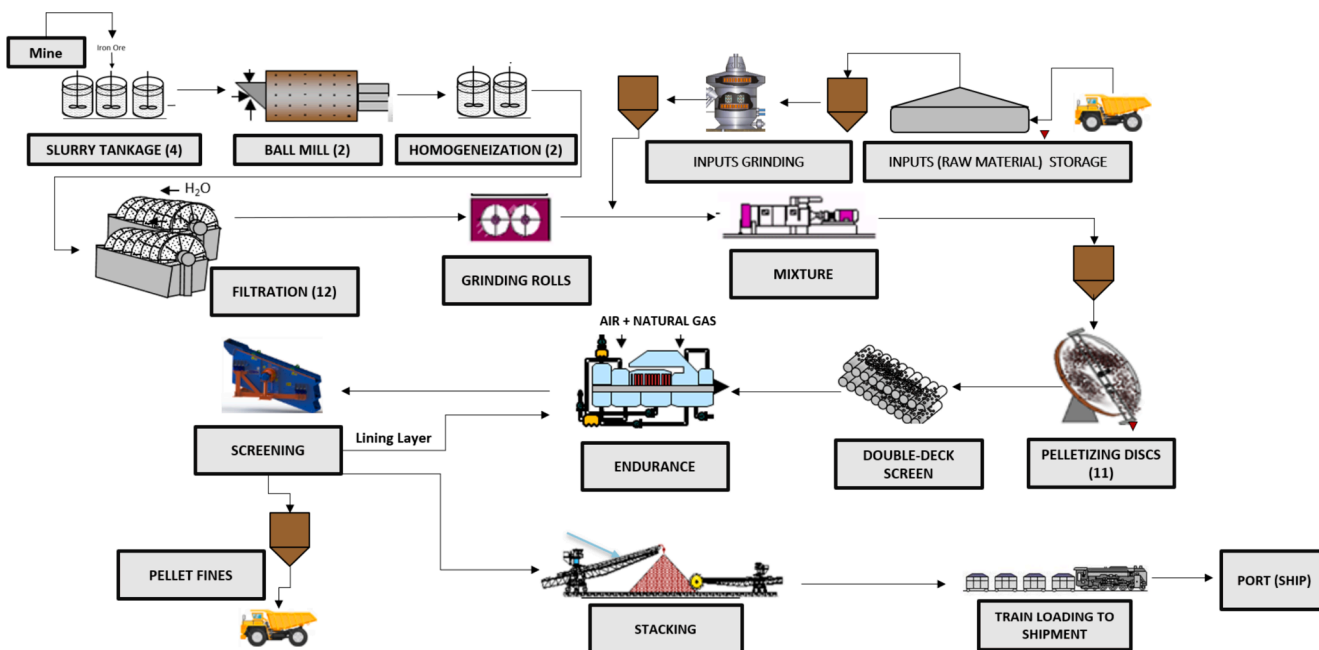 Mine
Iron Ore
SLURRY TANKAGE (4)
BALL MILL (2)
HOMOGENEIZATION (2)
INPUTS GRINDING
INPUTS (RAW MATERIAL) STORAGE
H₂O
FILTRATION (12)
GRINDING ROLLS
MIXTURE
AIR + NATURAL GAS
SCREENING
Lining Layer
ENDURANCE
DOUBLE-DECK
SCREEN
PELLETIZING DISCS
(11)
PELLET FINES
STACKING
TRAIN LOADING TO
SHIPMENT
PORT (SHIP)